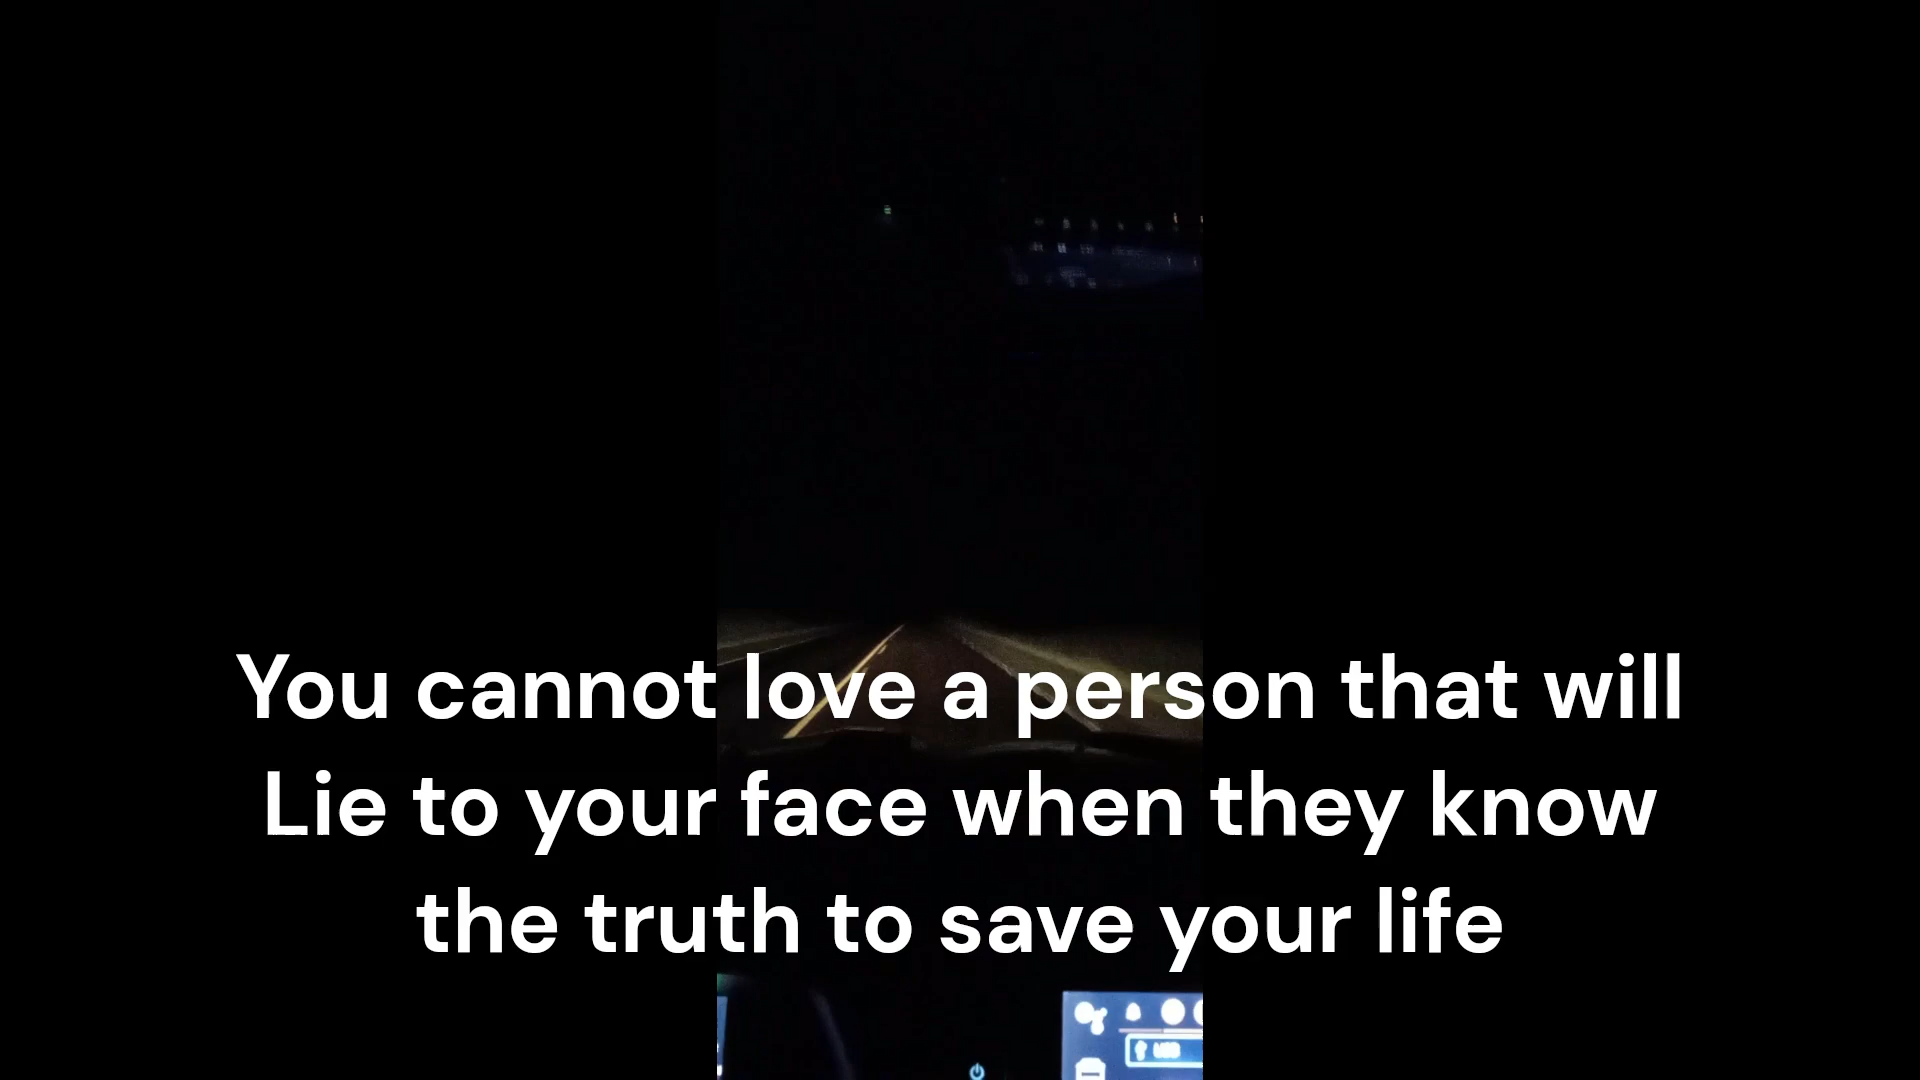 You cannot love a person that will
Lie to your face when they know
the truth to save your life
USB